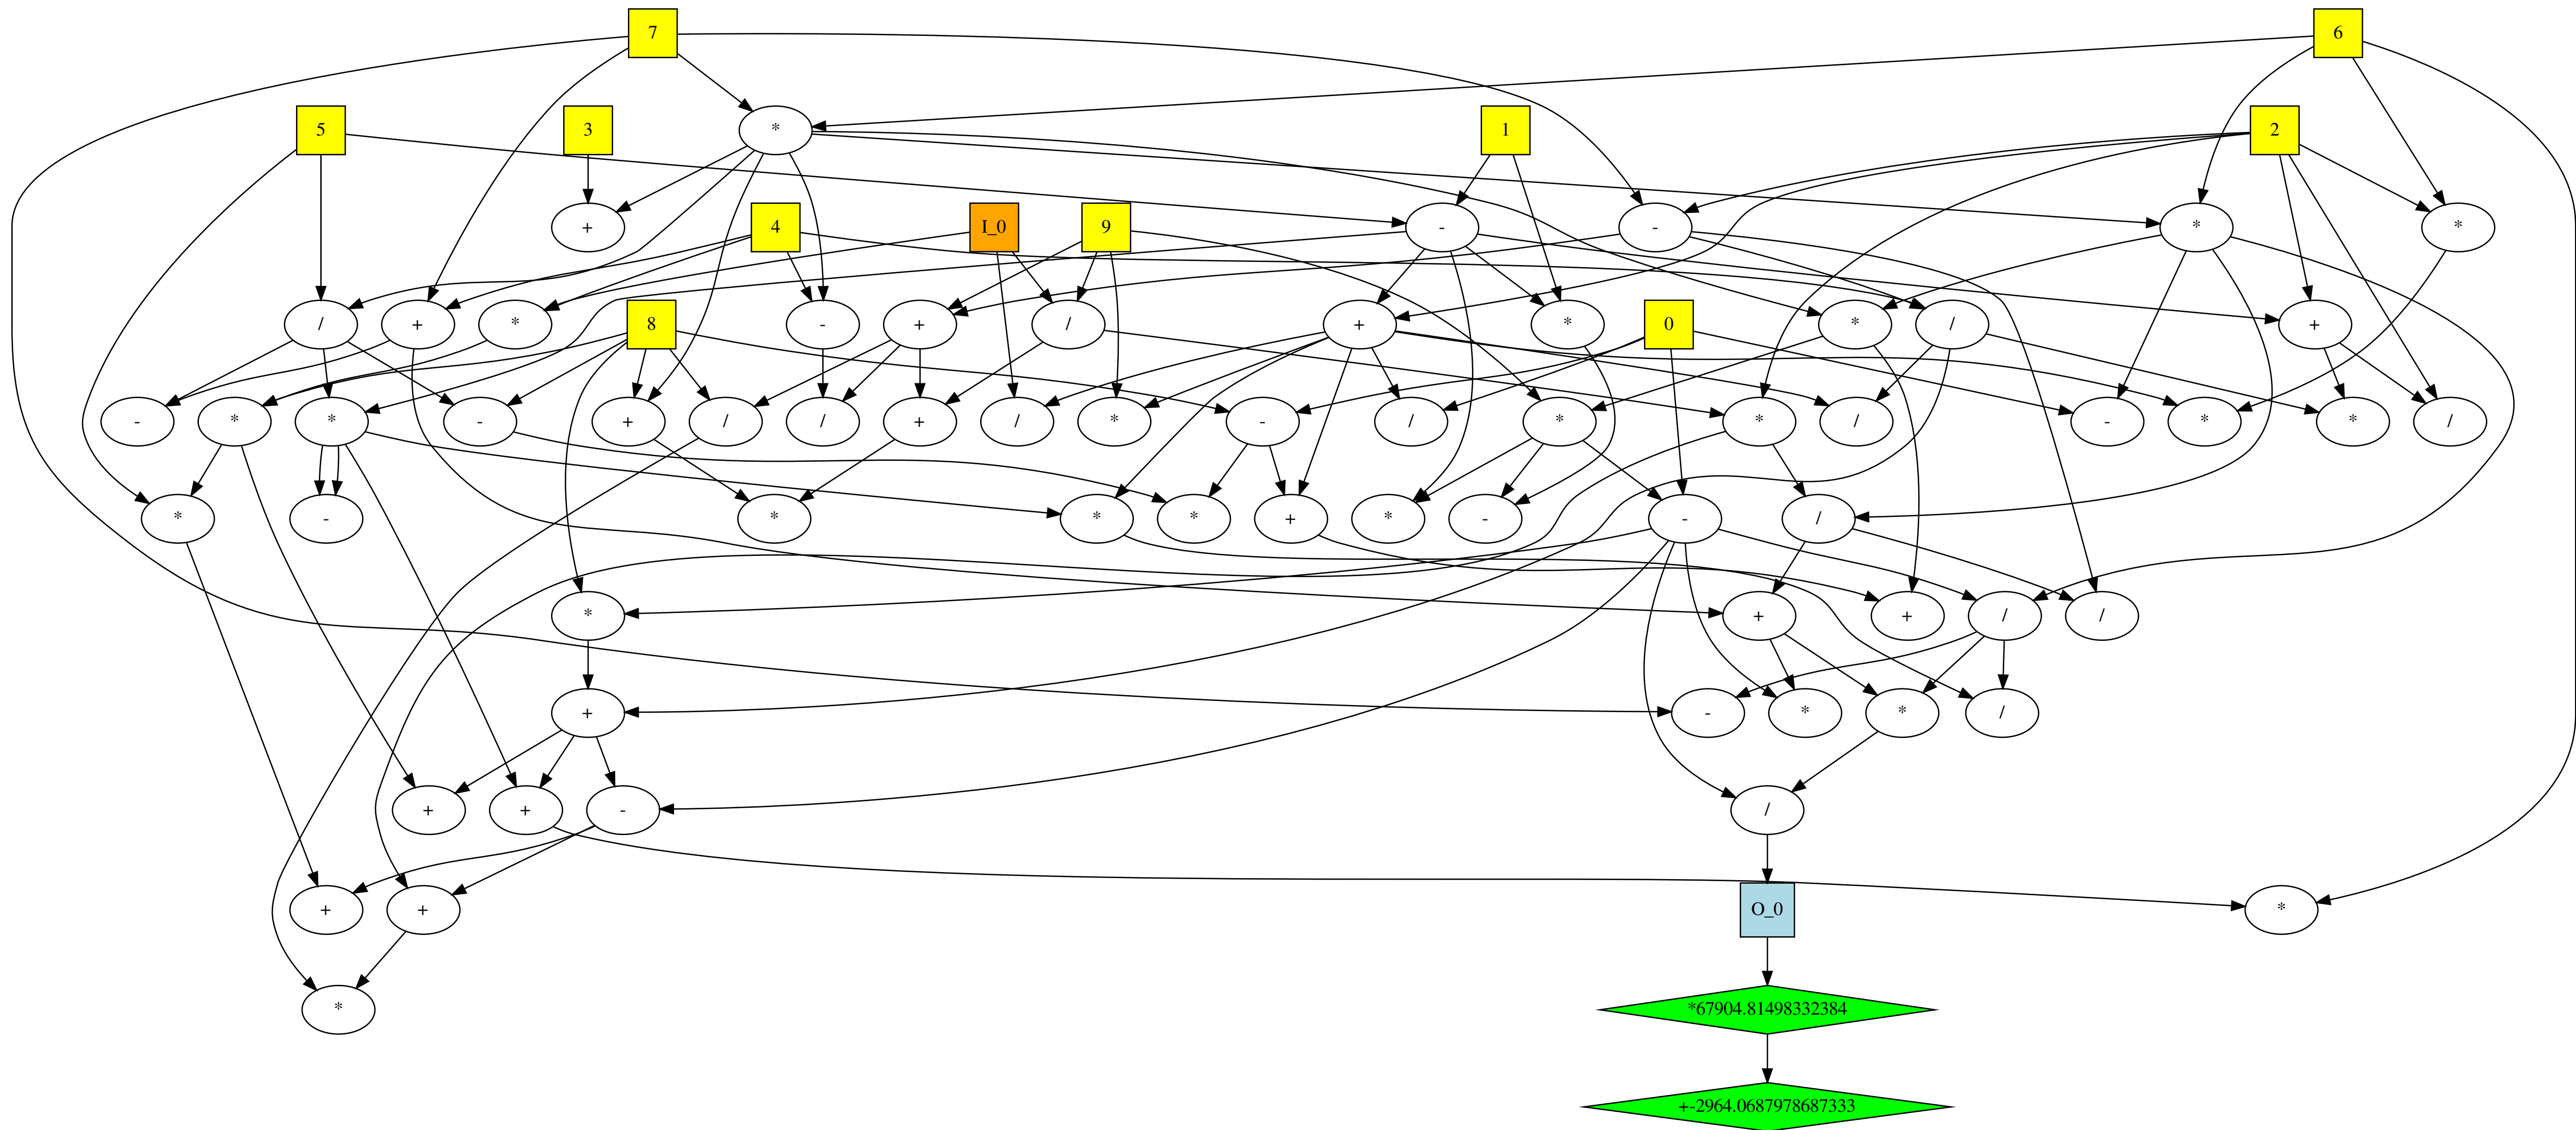 7 6
5 3 * 1 2
+ 4 I_0 9 - - * *
/ + * 8 - + / + * 0 * / +
- * * - + / / + / * - / * * / - * * /
* - * * * + * - - /
* + + / /
+ - * * /
+ + - /
+ + O_0 *
* *67904.81498332384
+-2964.0687978687333